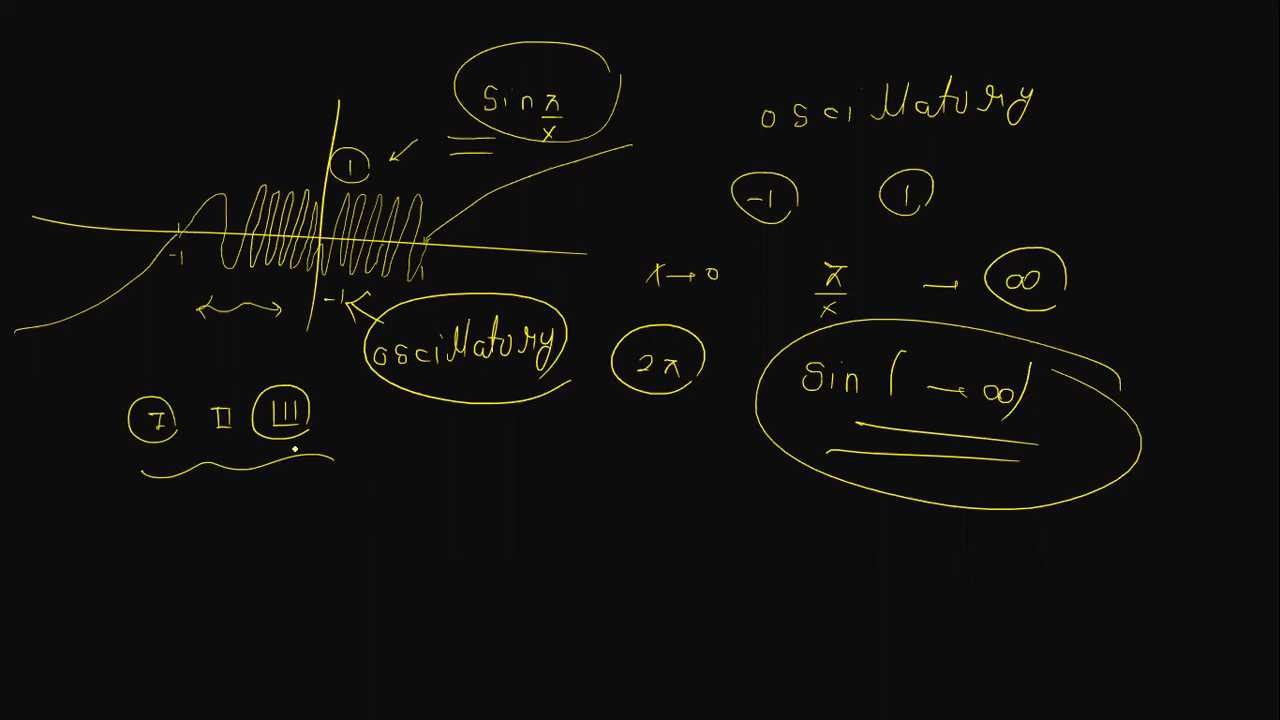 sin π/x
oscillatory
1
-1 1
-1
x → 0 π/x → ∞
-1
oscillatory
2π
sin ( → ∞)
I II III